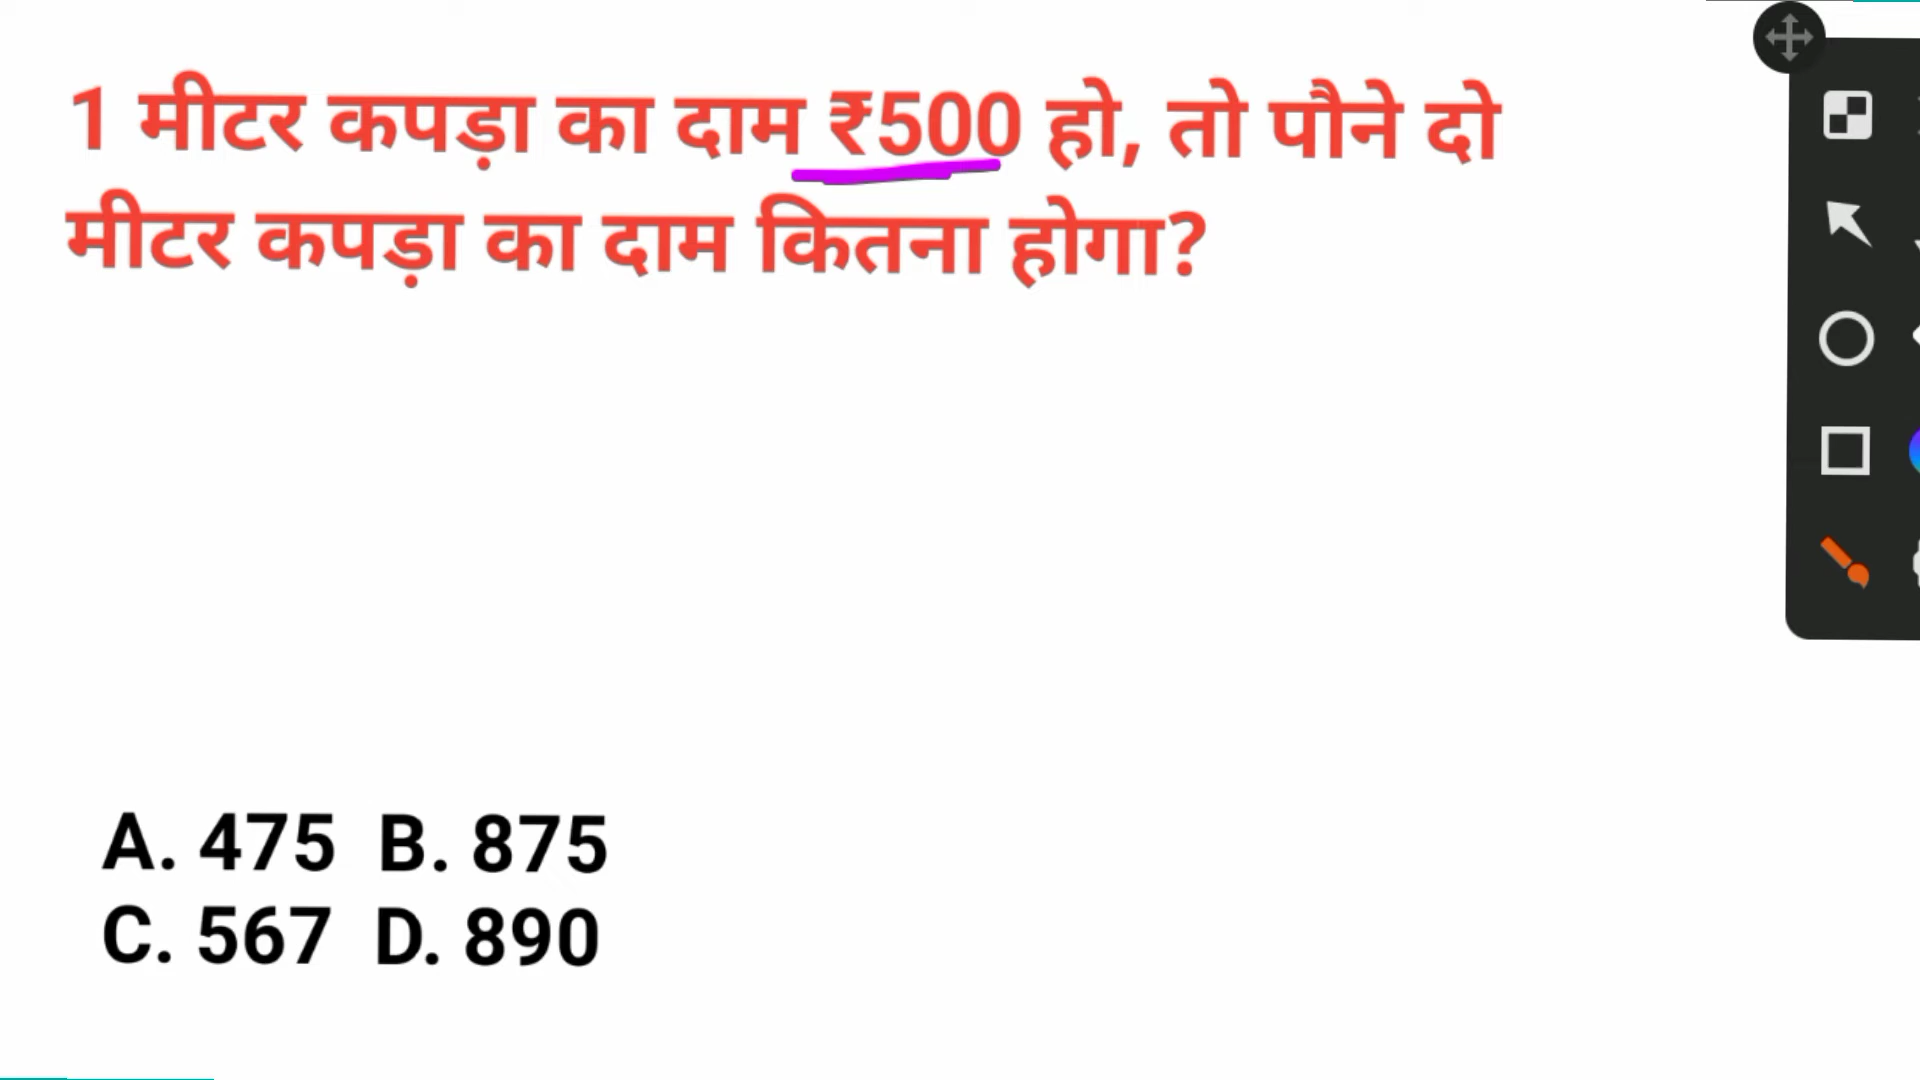 1 मीटर कपड़ा का दाम ₹500 हो, तो पौने दो
मीटर कपड़ा का दाम कितना होगा?
A. 475 B. 875
C. 567 D. 890